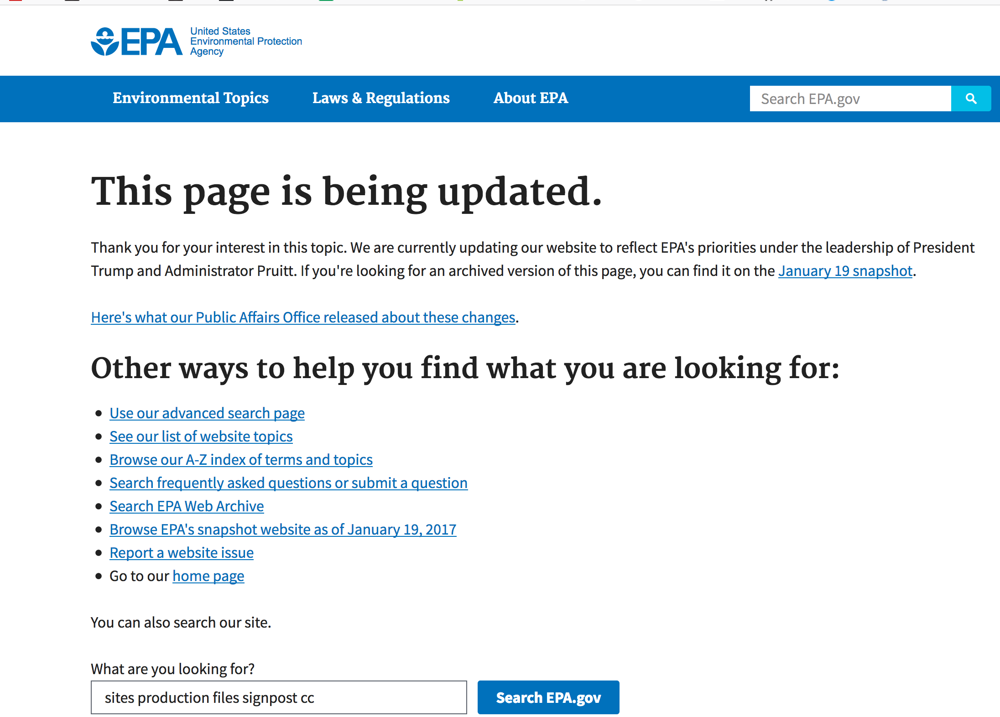 EPA
United States
Environmental Protection
Agency
Environmental Topics
Laws & Regulations
About EPA
Search EPA.gov
This page is being updated.
Thank you for your interest in this topic. We are currently updating our website to reflect EPA's priorities under the leadership of President
Trump and Administrator Pruitt. If you're looking for an archived version of this page, you can find it on the January 19 snapshot.
Here's what our Public Affairs Office released about these changes.
Other ways to help you find what you are looking for:
Use our advanced search page
See our list of website topics
Browse our A-Z index of terms and topics
Search frequently asked questions or submit a question
Search EPA Web Archive
Browse EPA's snapshot website as of January 19, 2017
Report a website issue
Go to our home page
You can also search our site.
What are you looking for?
sites production files signpost cc
Search EPA.gov